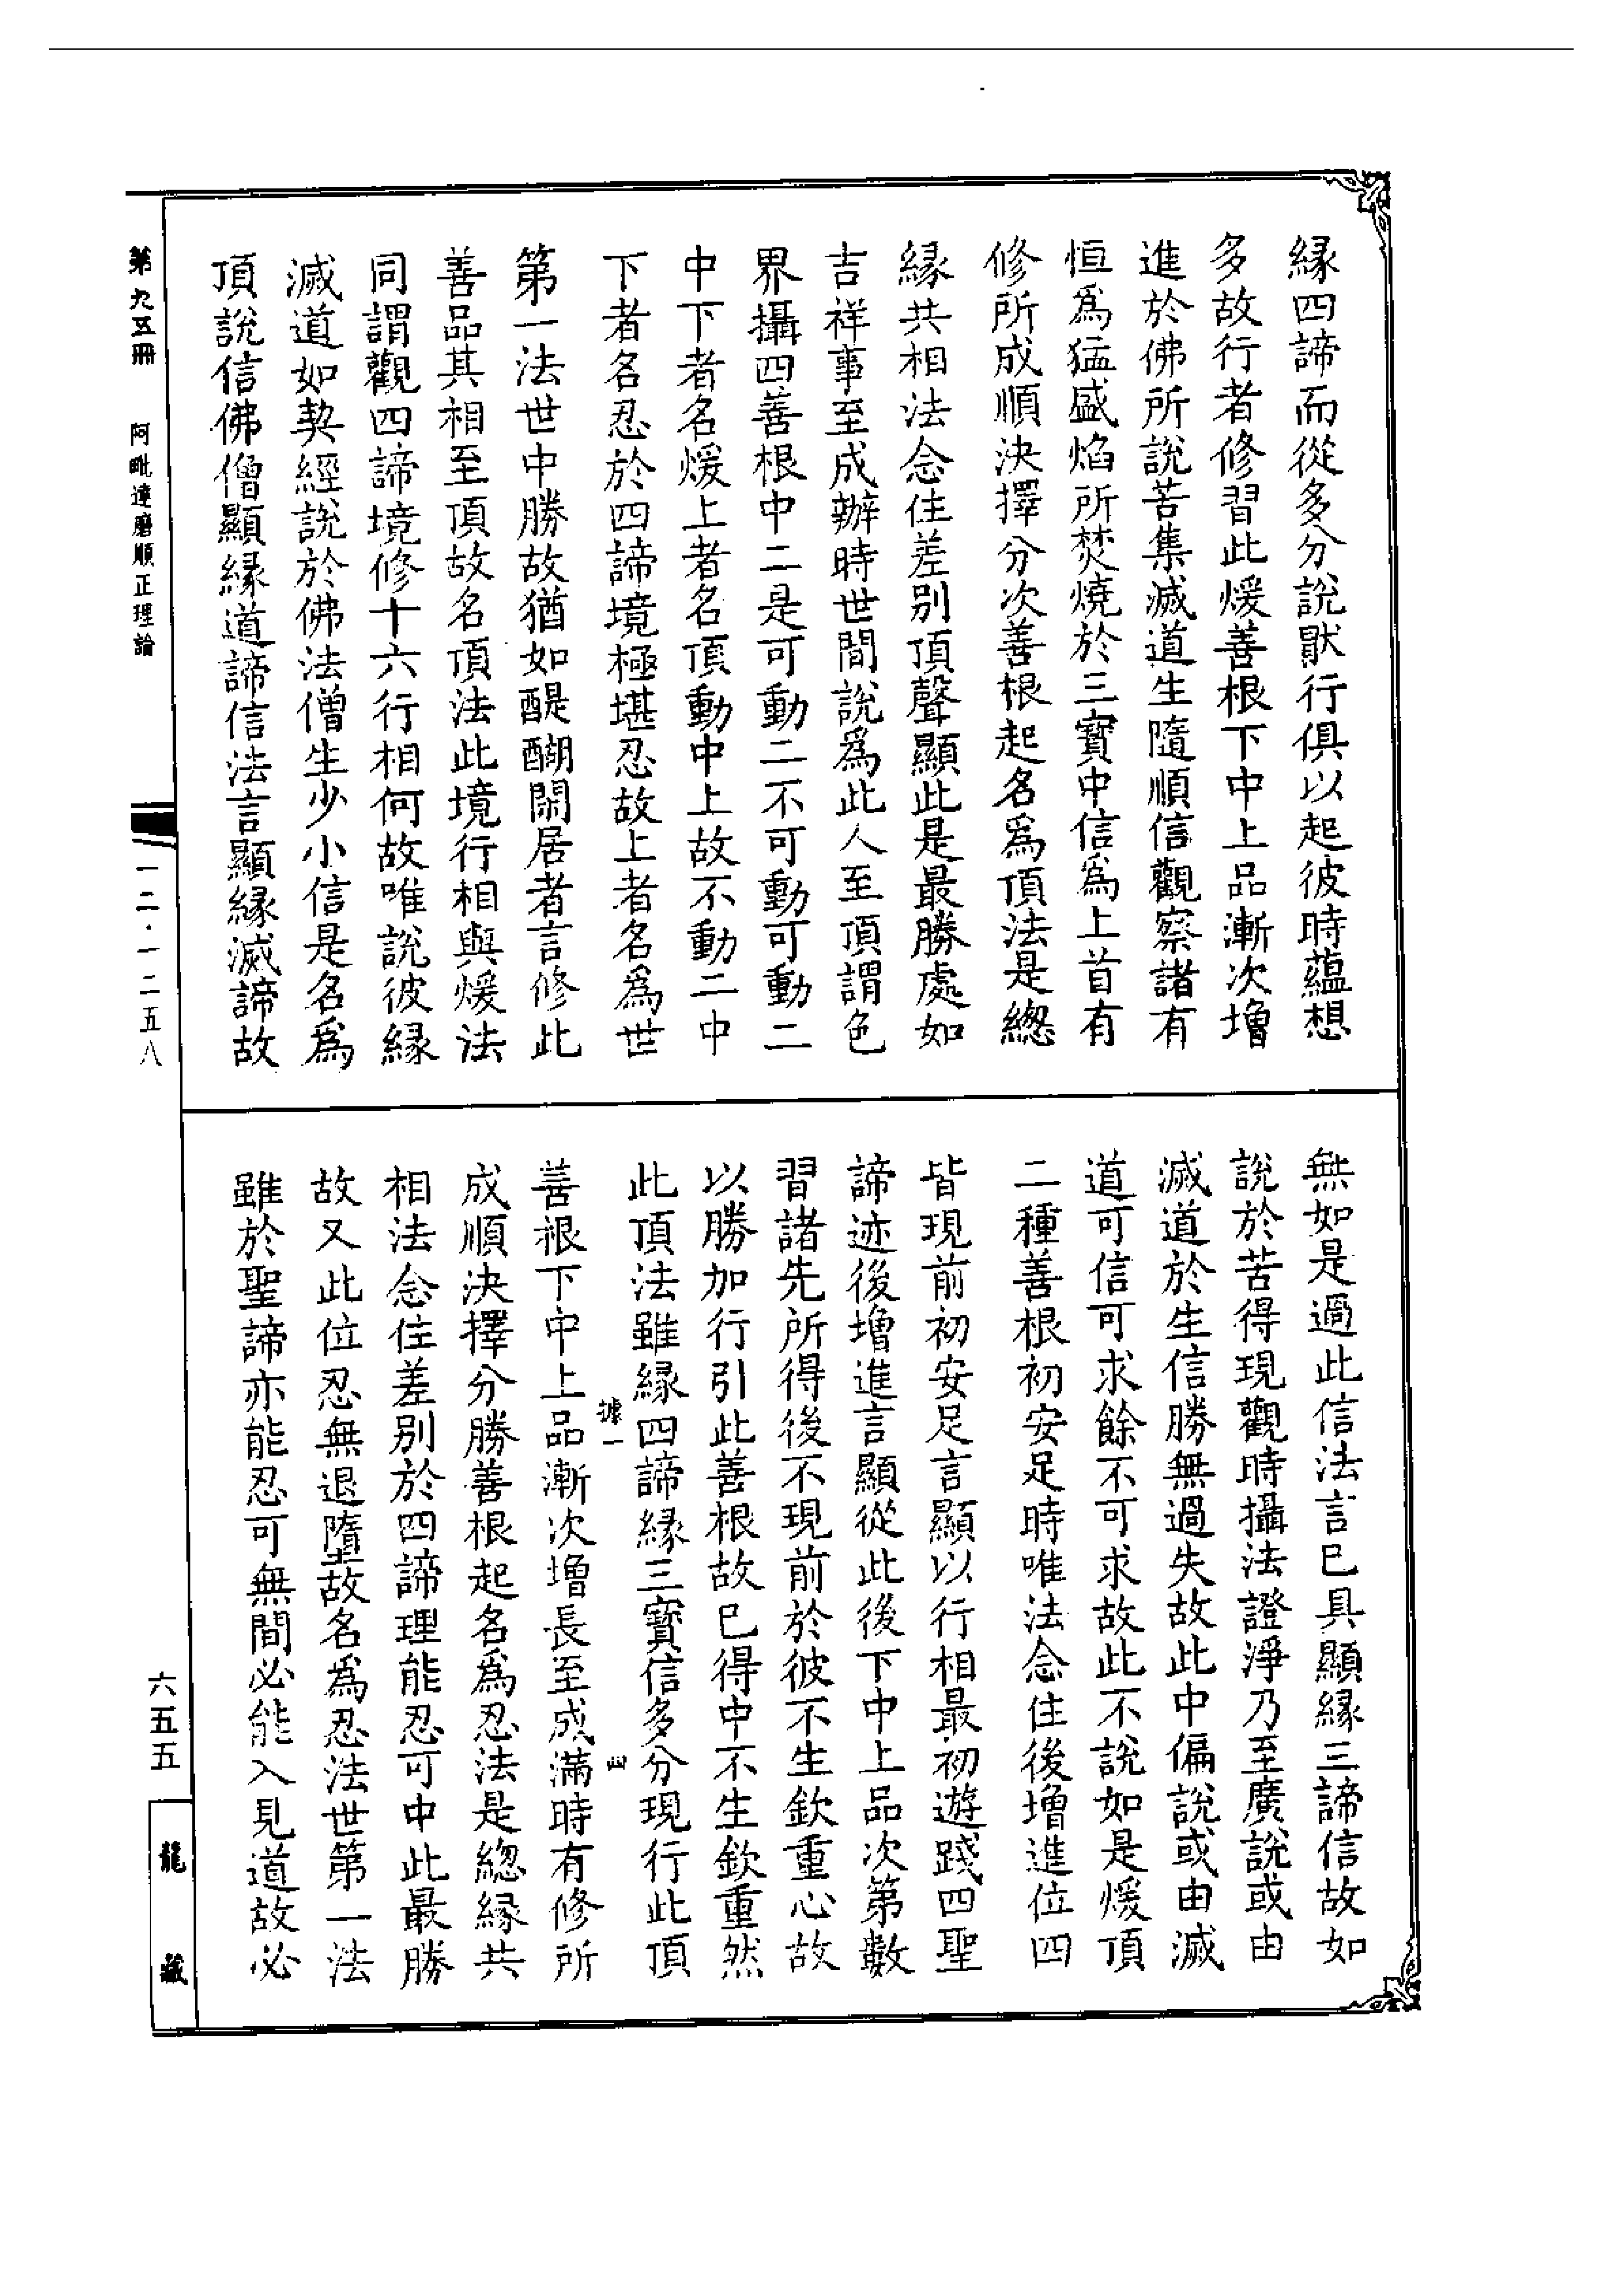 緣四諦而從多分說猒行俱以起彼時蘊想
多故行者修習此煖善根下中上品漸次增
進於佛所說苦集滅道生隨順信觀察諸有
恒爲猛盛焰所焚燒於三寶中信爲上首有
修所成順決擇分次善根起名爲頂法是緫
緣共相法念住差別頂聲顯此是最勝處如
吉祥事至成辦時世間說爲此人至頂謂色
界攝四善根中二是可動二不可動可動二
中下者名煖上者名頂動中上故不動二中
下者名忍於四諦境極堪忍故上者名爲世
第一法世中勝故猶如醍醐閑居者言修此
善品其相至頂故名頂法此境行相與煖法
同謂觀四諦境修十六行相何故唯說彼緣
滅道如契經說於佛法僧生少小信是名爲
頂說信佛僧顯緣道諦信法言顯緣滅諦故
無如是過此信法言已具顯緣三諦信故如
說於苦得現觀時攝法證淨乃至廣說或由
滅道於生信勝無過失故此中偏說或由滅
道可信可求餘不可求故此不說如是煖頂
二種善根初安足時唯法念住後增進位四
皆現前初安足言顯以行相最初遊踐四聖
諦迹後增進言顯從此後下中上品次第數
習諸先所得後不現前於彼不生欽重心故
以勝加行引此善根故已得中不生欽重然
此頂法雖緣四諦緣三寶信多分現行此頂
據一
四
善根下中上品漸次增長至成滿時有修所
成順決擇分勝善根起名爲忍法是緫緣共
相法念住差別於四諦理能忍可中此最勝
故又此位忍無退墮故名爲忍法世第一法
雖於聖諦亦能忍可無間必能入見道故必
第九五冊
阿毗達磨順正理論
一二·一二五八
六五五
龍藏